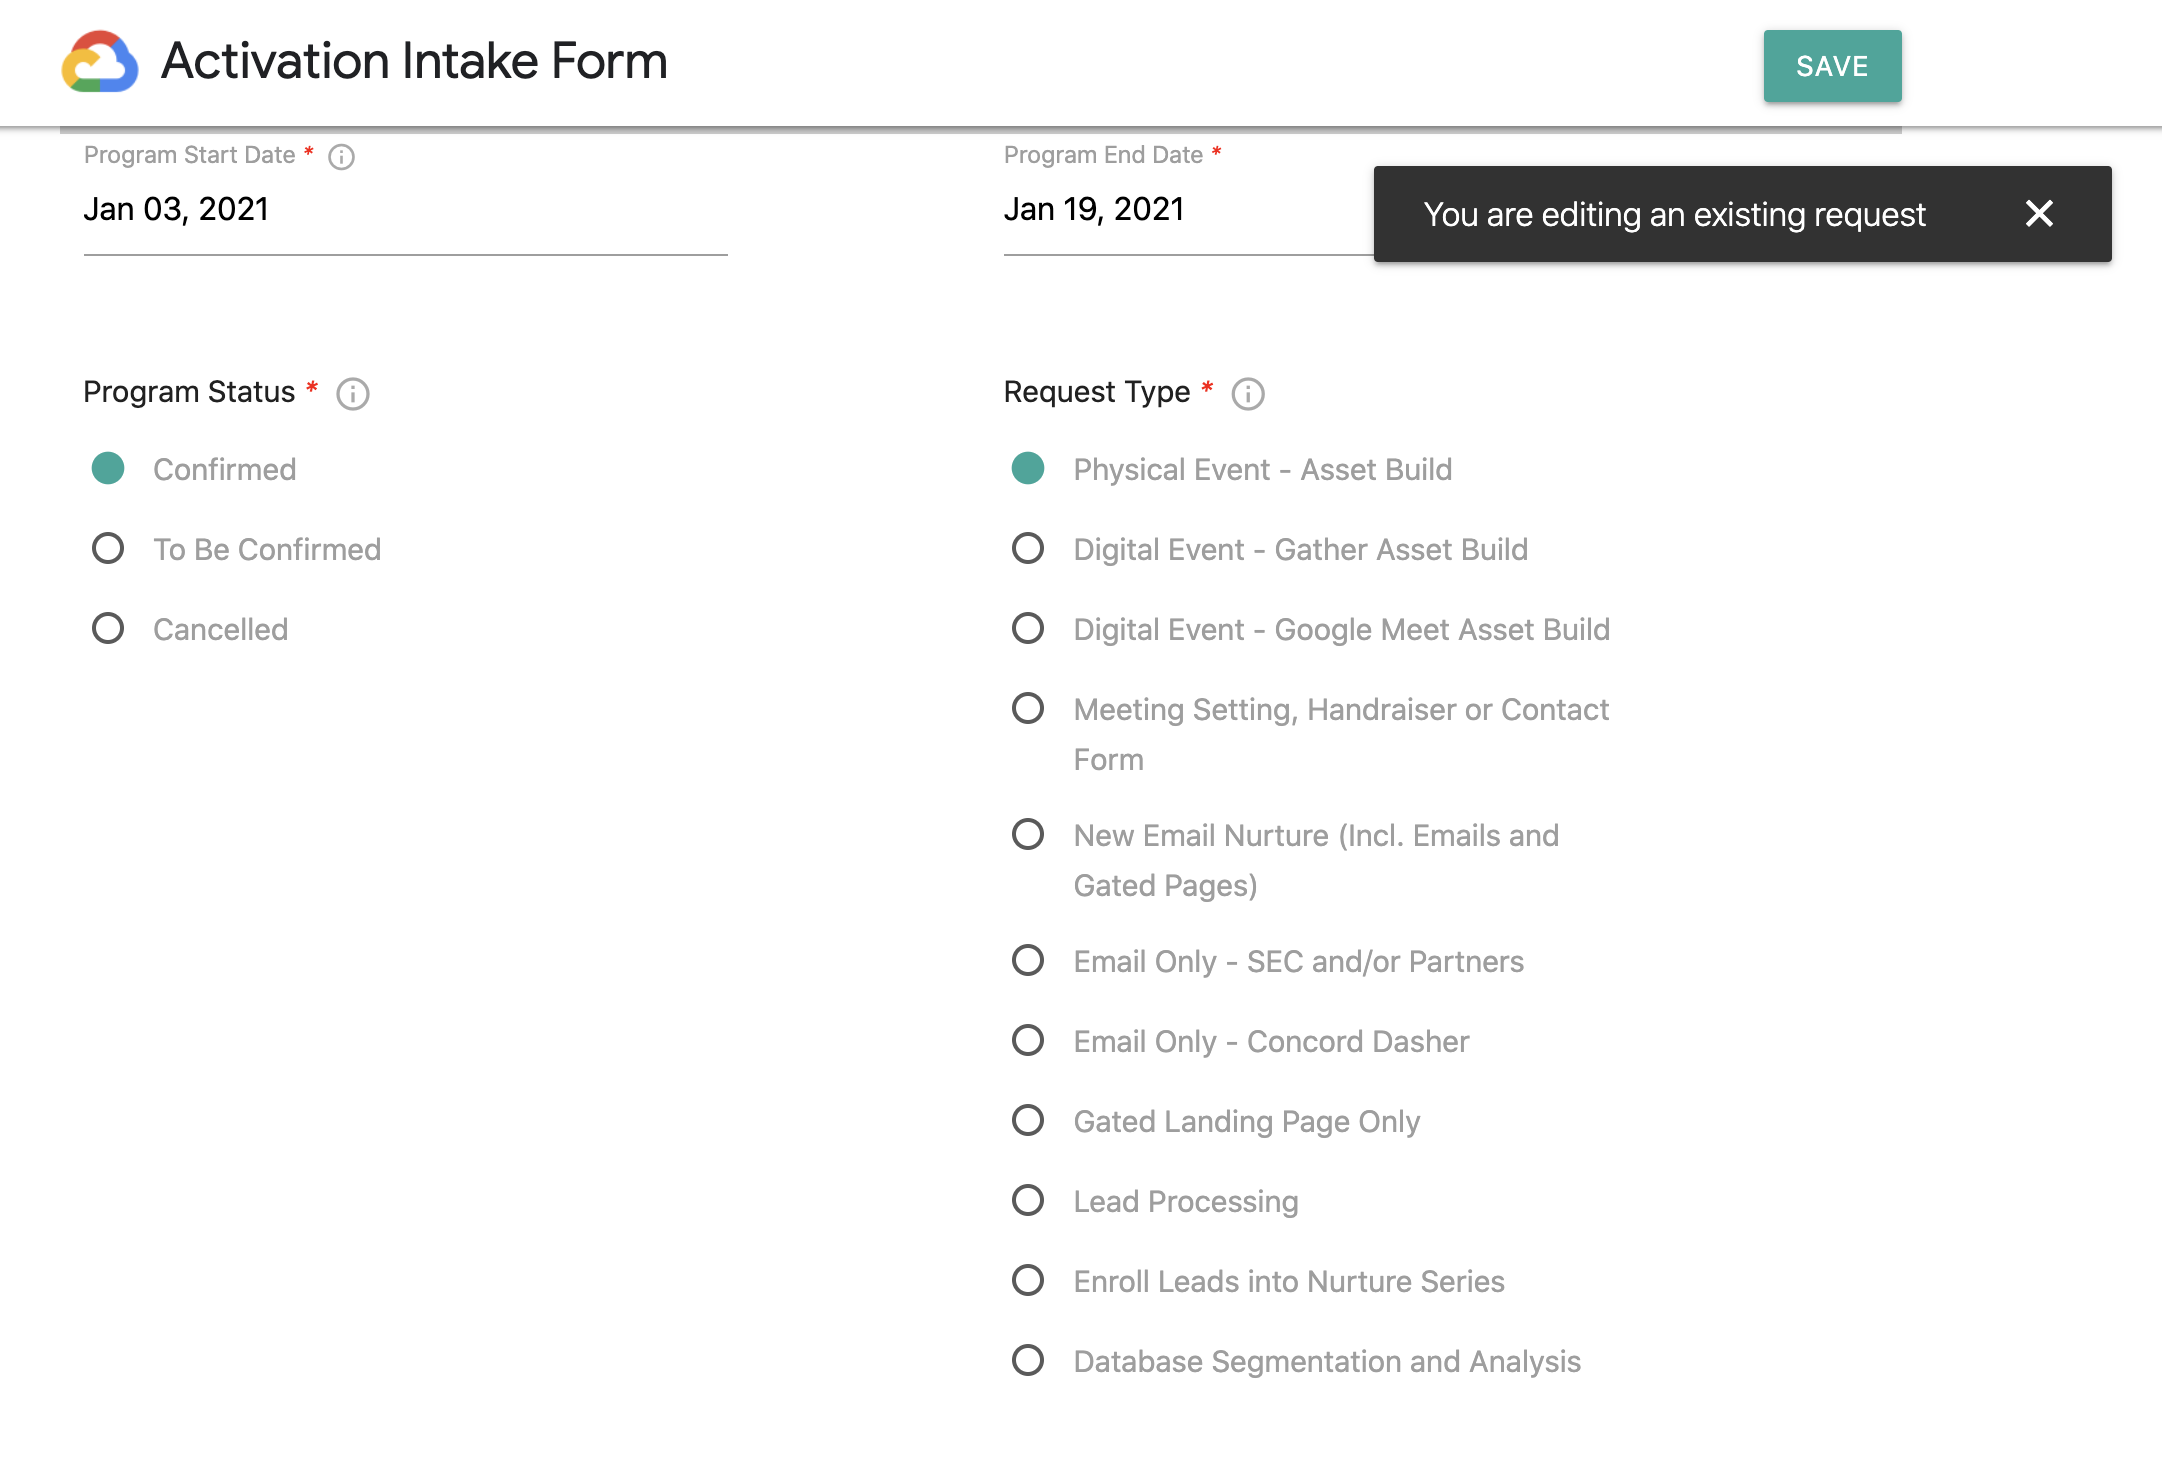 Activation Intake Form
SAVE
Program Start Date *
Program End Date *
Jan 03, 2021
Jan 19, 2021
You are editing an existing request
Program Status *
Confirmed
To Be Confirmed
Cancelled
Request Type *
Physical Event - Asset Build
Digital Event - Gather Asset Build
Digital Event - Google Meet Asset Build
Meeting Setting, Handraiser or Contact
Form
New Email Nurture (Incl. Emails and
Gated Pages)
Email Only - SEC and/or Partners
Email Only - Concord Dasher
Gated Landing Page Only
Lead Processing
Enroll Leads into Nurture Series
Database Segmentation and Analysis